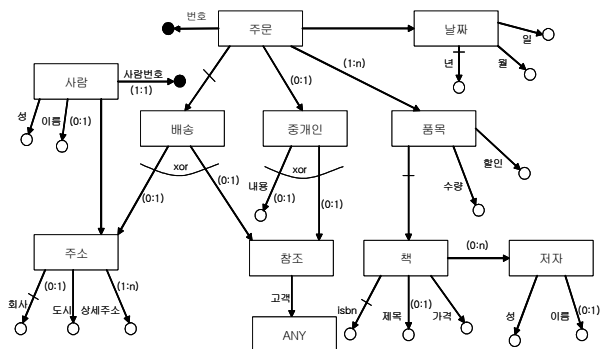 번호
주문
날짜
일
월
년
사람
사람번호
(1:1)
(0:1)
(1:n)
성
이름
(0:1)
배송
중개인
품목
xor
xor
(0:1)
(0:1)
내용
(0:1)
(0:1)
수량
할인
주소
참조
책
(0:n)
저자
회사
(0:1)
도시
상세주소
(1:n)
고객
isbn
제목
(0:1)
가격
성
이름
(0:1)
ANY